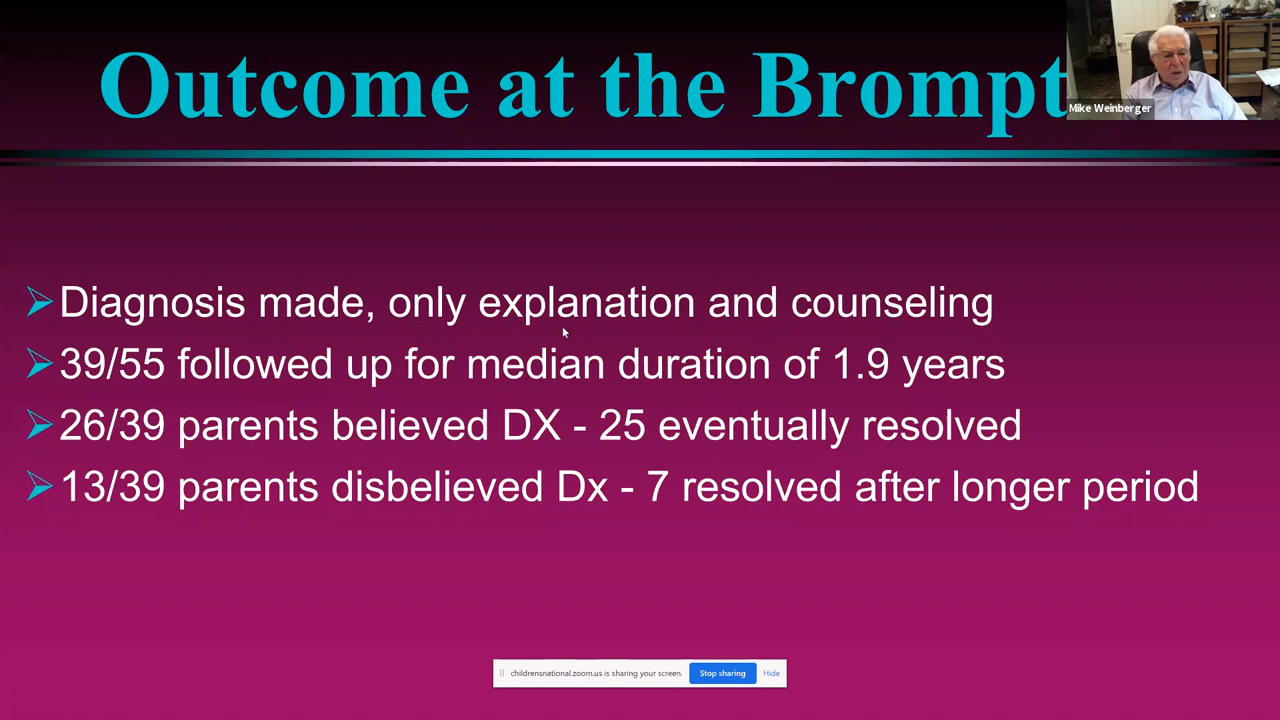 Outcome at the Brompt
Mike Weinberger
Diagnosis made, only explanation and counseling
39/55 followed up for median duration of 1.9 years
26/39 parents believed DX - 25 eventually resolved
13/39 parents disbelieved Dx - 7 resolved after longer period
childrensnational.zoom.us is sharing your screen. Stop sharing Hide